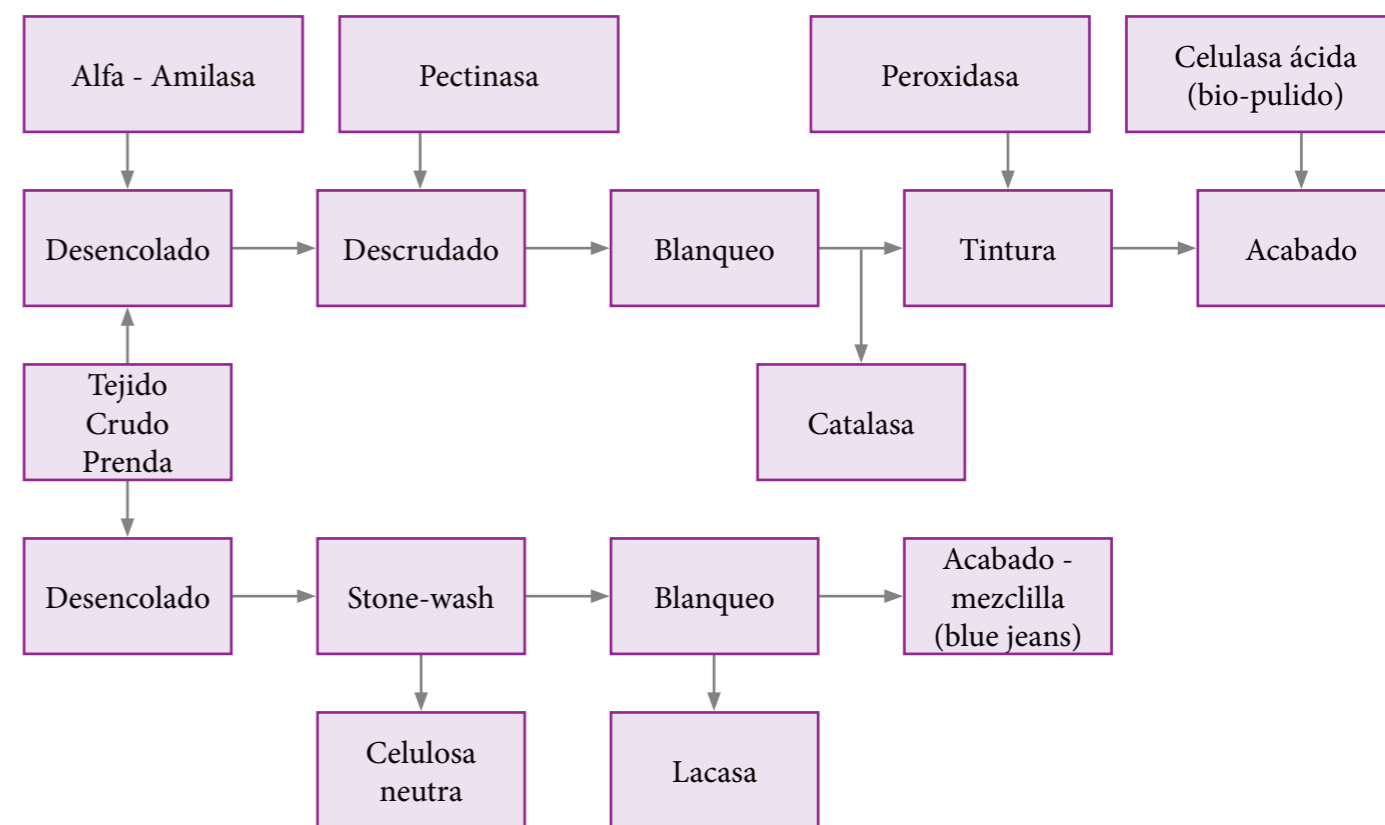 Alfa - Amilasa
Pectinasa
Peroxidasa
Celulasa ácida
(bio-pulido)
Desencolado
Descrudado
Blanqueo
Tintura
Acabado
Tejido
Crudo
Prenda
Catalasa
Desencolado
Stone-wash
Blanqueo
Acabado -
mezclilla
(blue jeans)
Celulosa
neutra
Lacasa